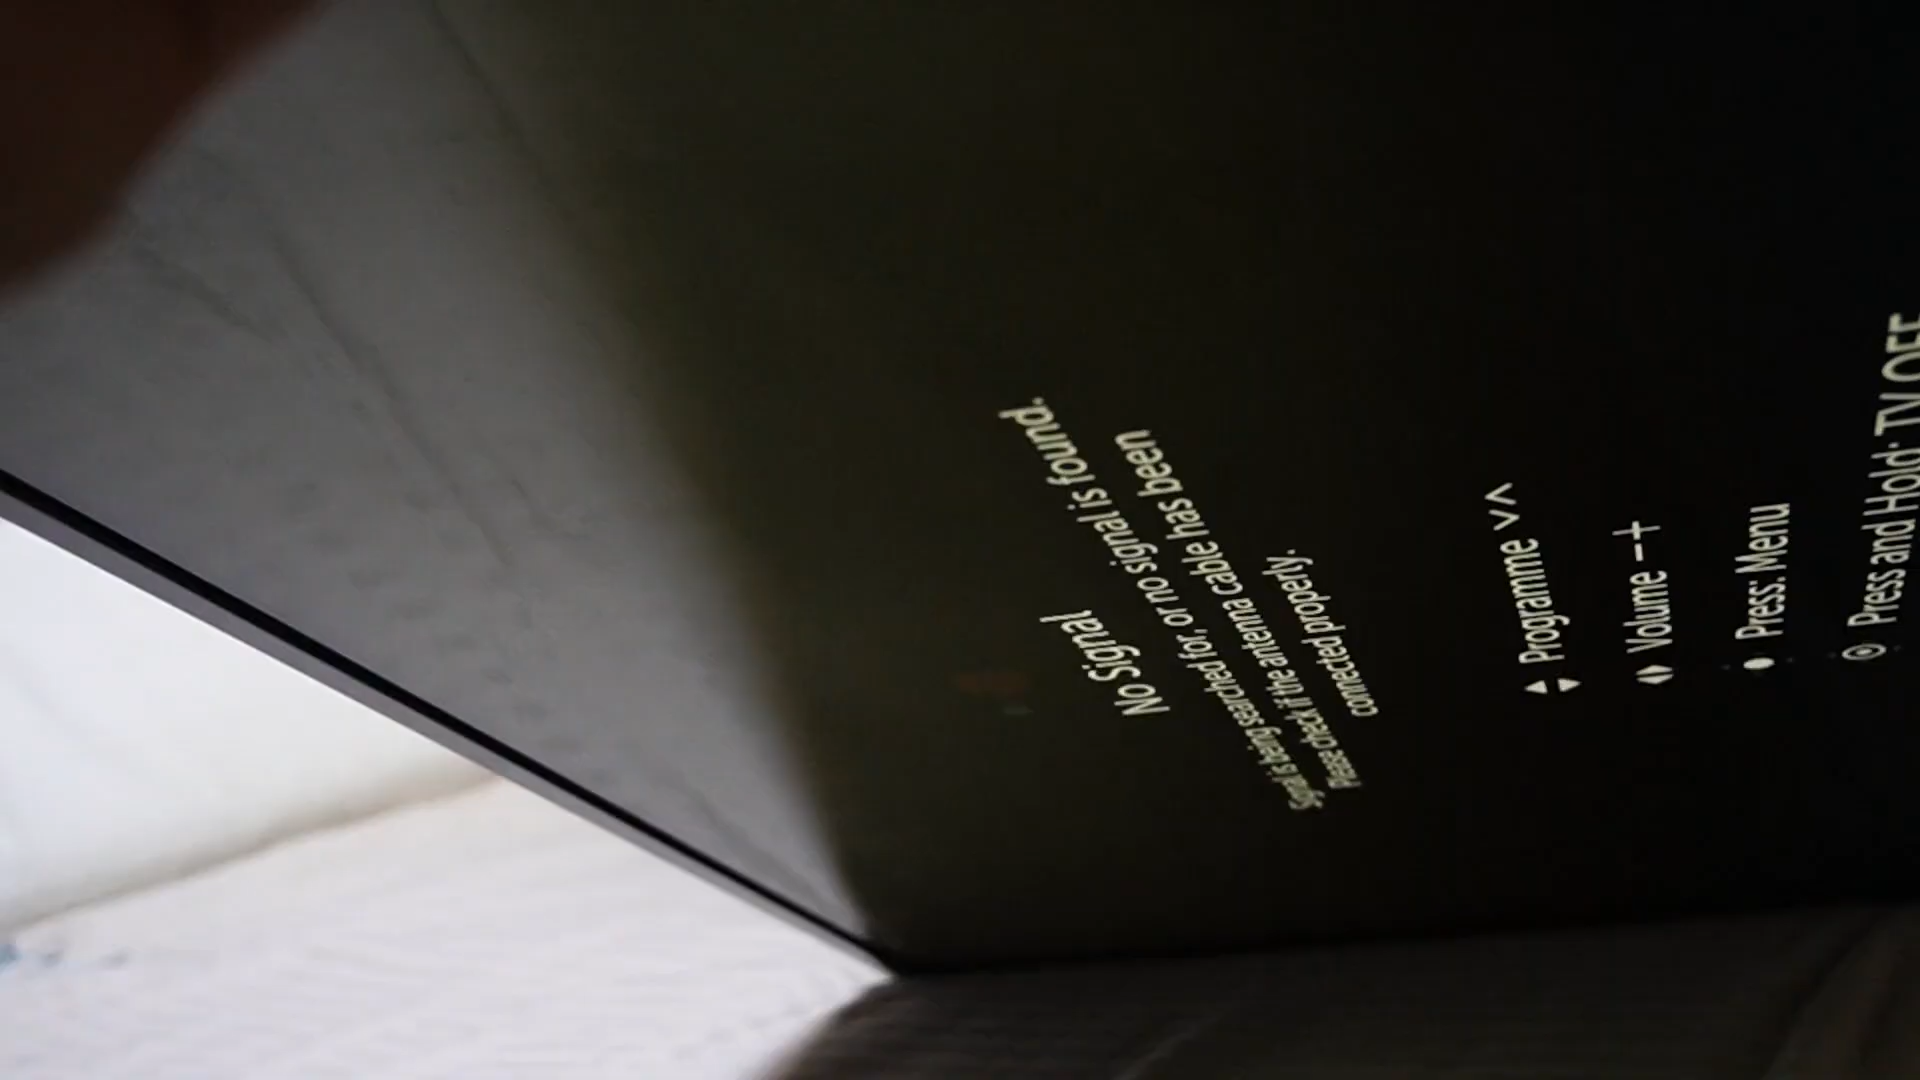 No Signal
Signal is being searched for, or no signal is found.
Please check if the antenna cable has been
connected properly.
▲▼ Programme ∨∧
◀▶ Volume −+
● Press: Menu
◉ Press and Hold: TV OFF